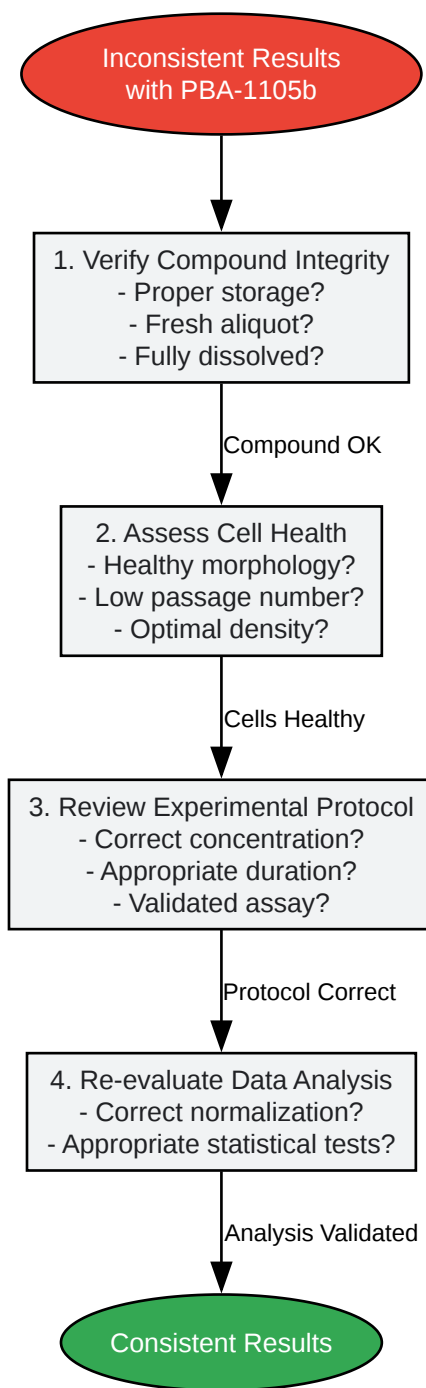 Inconsistent Results
with PBA-1105b
1. Verify Compound Integrity
- Proper storage?
- Fresh aliquot?
- Fully dissolved?
Compound OK
2. Assess Cell Health
- Healthy morphology?
- Low passage number?
- Optimal density?
Cells Healthy
3. Review Experimental Protocol
- Correct concentration?
- Appropriate duration?
- Validated assay?
Protocol Correct
4. Re-evaluate Data Analysis
- Correct normalization?
- Appropriate statistical tests?
Analysis Validated
Consistent Results